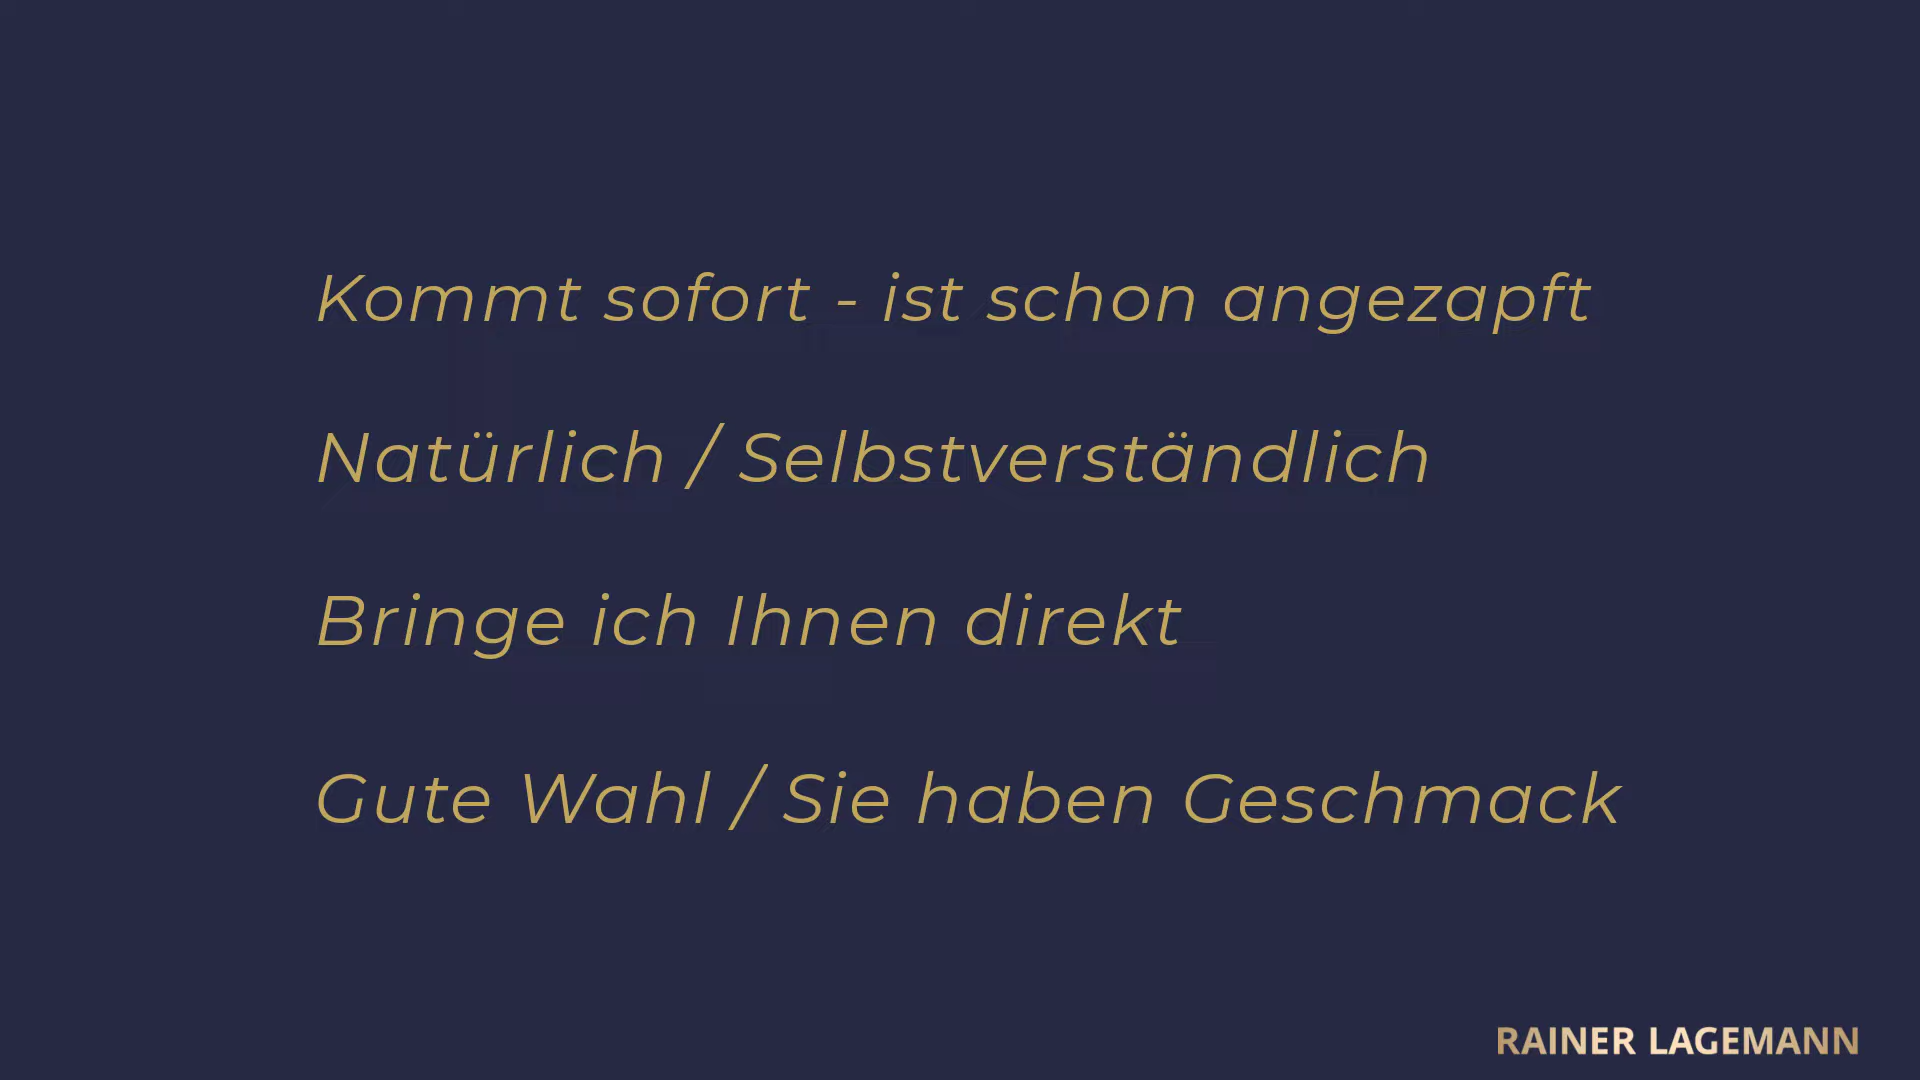 Kommt sofort - ist schon angezapft
Natürlich / Selbstverständlich
Bringe ich Ihnen direkt
Gute Wahl / Sie haben Geschmack
RAINER LAGEMANN